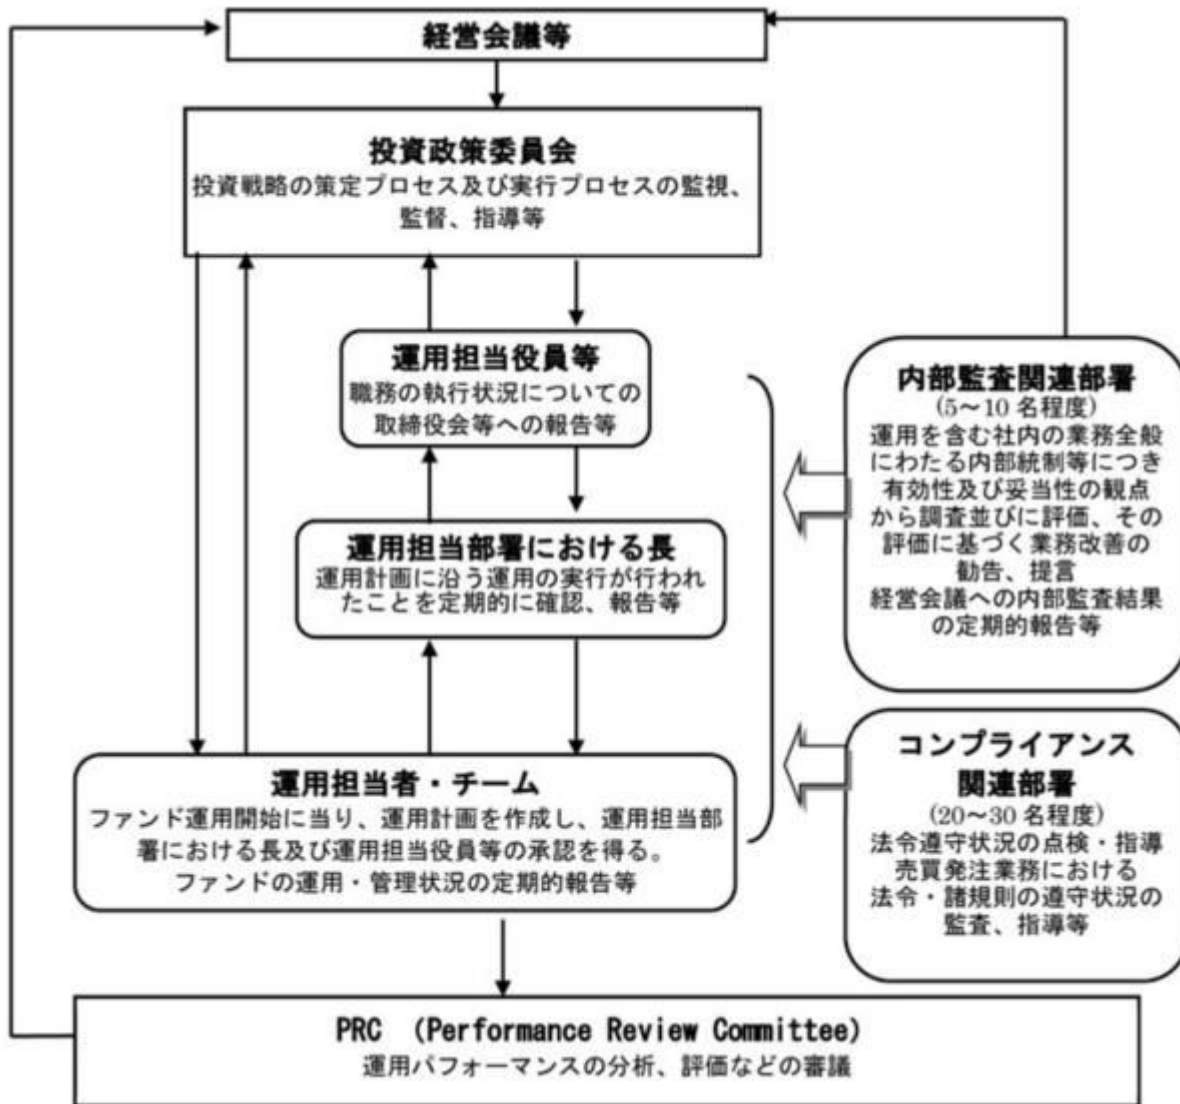 経営会議等
投資政策委員会
投資戦略の策定プロセス及び実行プロセスの監視、
監督、指導等
運用担当役員等
職務の執行状況についての
取締役会等への報告等
運用担当部署における長
運用計画に沿う運用の実行が行われ
たことを定期的に確認、報告等
運用担当者・チーム
ファンド運用開始に当り、運用計画を作成し、運用担当部
署における長及び運用担当役員等の承認を得る。
ファンドの運用・管理状況の定期的報告等
内部監査関連部署
(5～10 名程度)
運用を含む社内の業務全般
にわたる内部統制等につき
有効性及び妥当性の観点
から調査並びに評価、その
評価に基づく業務改善の
勧告、提言
経営会議への内部監査結果
の定期的報告等
コンプライアンス
関連部署
(20～30 名程度)
法令遵守状況の点検・指導
売買発注業務における
法令・諸規則の遵守状況の
監査、指導等
PRC (Performance Review Committee)
運用パフォーマンスの分析、評価などの審議